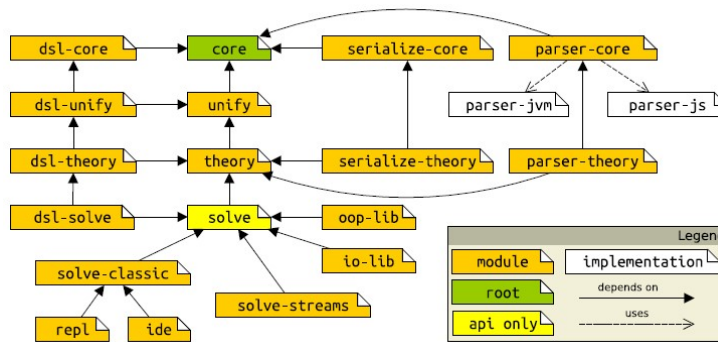 dsl-core core serialize-core parser-core
parser-jvm parser-js
dsl-unify unify
dsl-theory theory serialize-theory parser-theory
dsl-solve solve oop-lib
io-lib
solve-classic
solve-streams
repl ide
Legen
module implementation
root depends on
api only uses